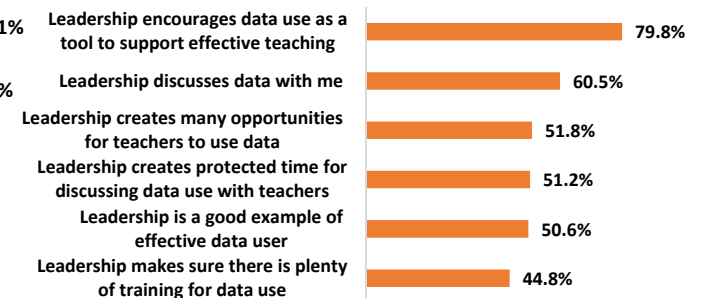 1%
%
Leadership encourages data use as a
tool to support effective teaching
79.8%
Leadership discusses data with me
60.5%
Leadership creates many opportunities
for teachers to use data
51.8%
Leadership creates protected time for
discussing data use with teachers
51.2%
Leadership is a good example of
effective data user
50.6%
Leadership makes sure there is plenty
of training for data use
44.8%